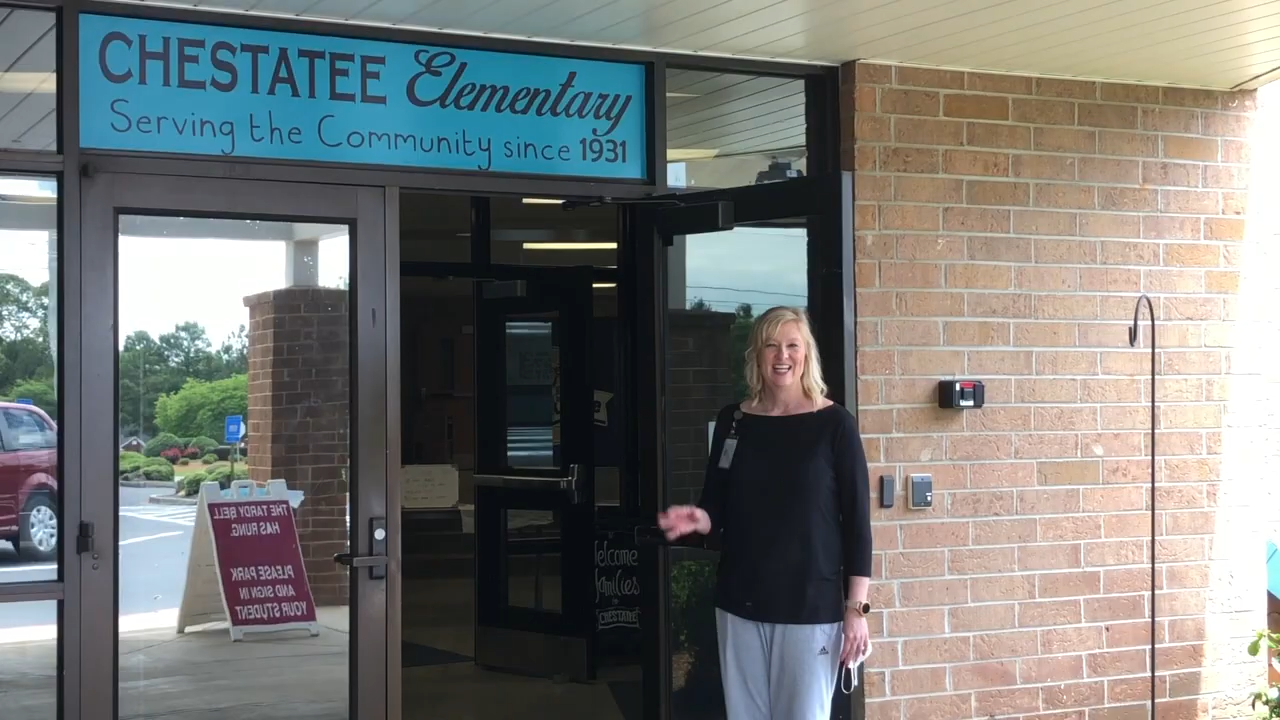 CHESTATEE Elementary
Serving the Community since 1931
THE TARDY BELL
HAS RUNG.
PLEASE PARK
AND SIGN IN
YOUR STUDENT
Welcome
families
to
CHESTATEE